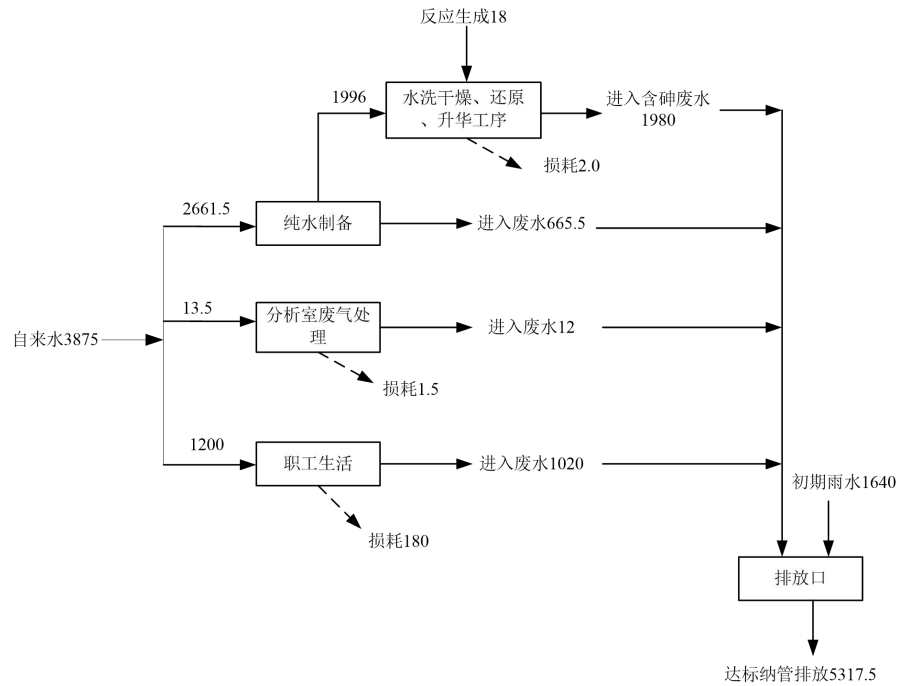 反应生成18
1996
水洗干燥、还原
、升华工序
进入含砷废水
1980
损耗2.0
2661.5
纯水制备
进入废水665.5
13.5
分析室废气处
理
进入废水12
自来水3875
损耗1.5
1200
职工生活
进入废水1020
初期雨水1640
损耗180
排放口
达标纳管排放5317.5